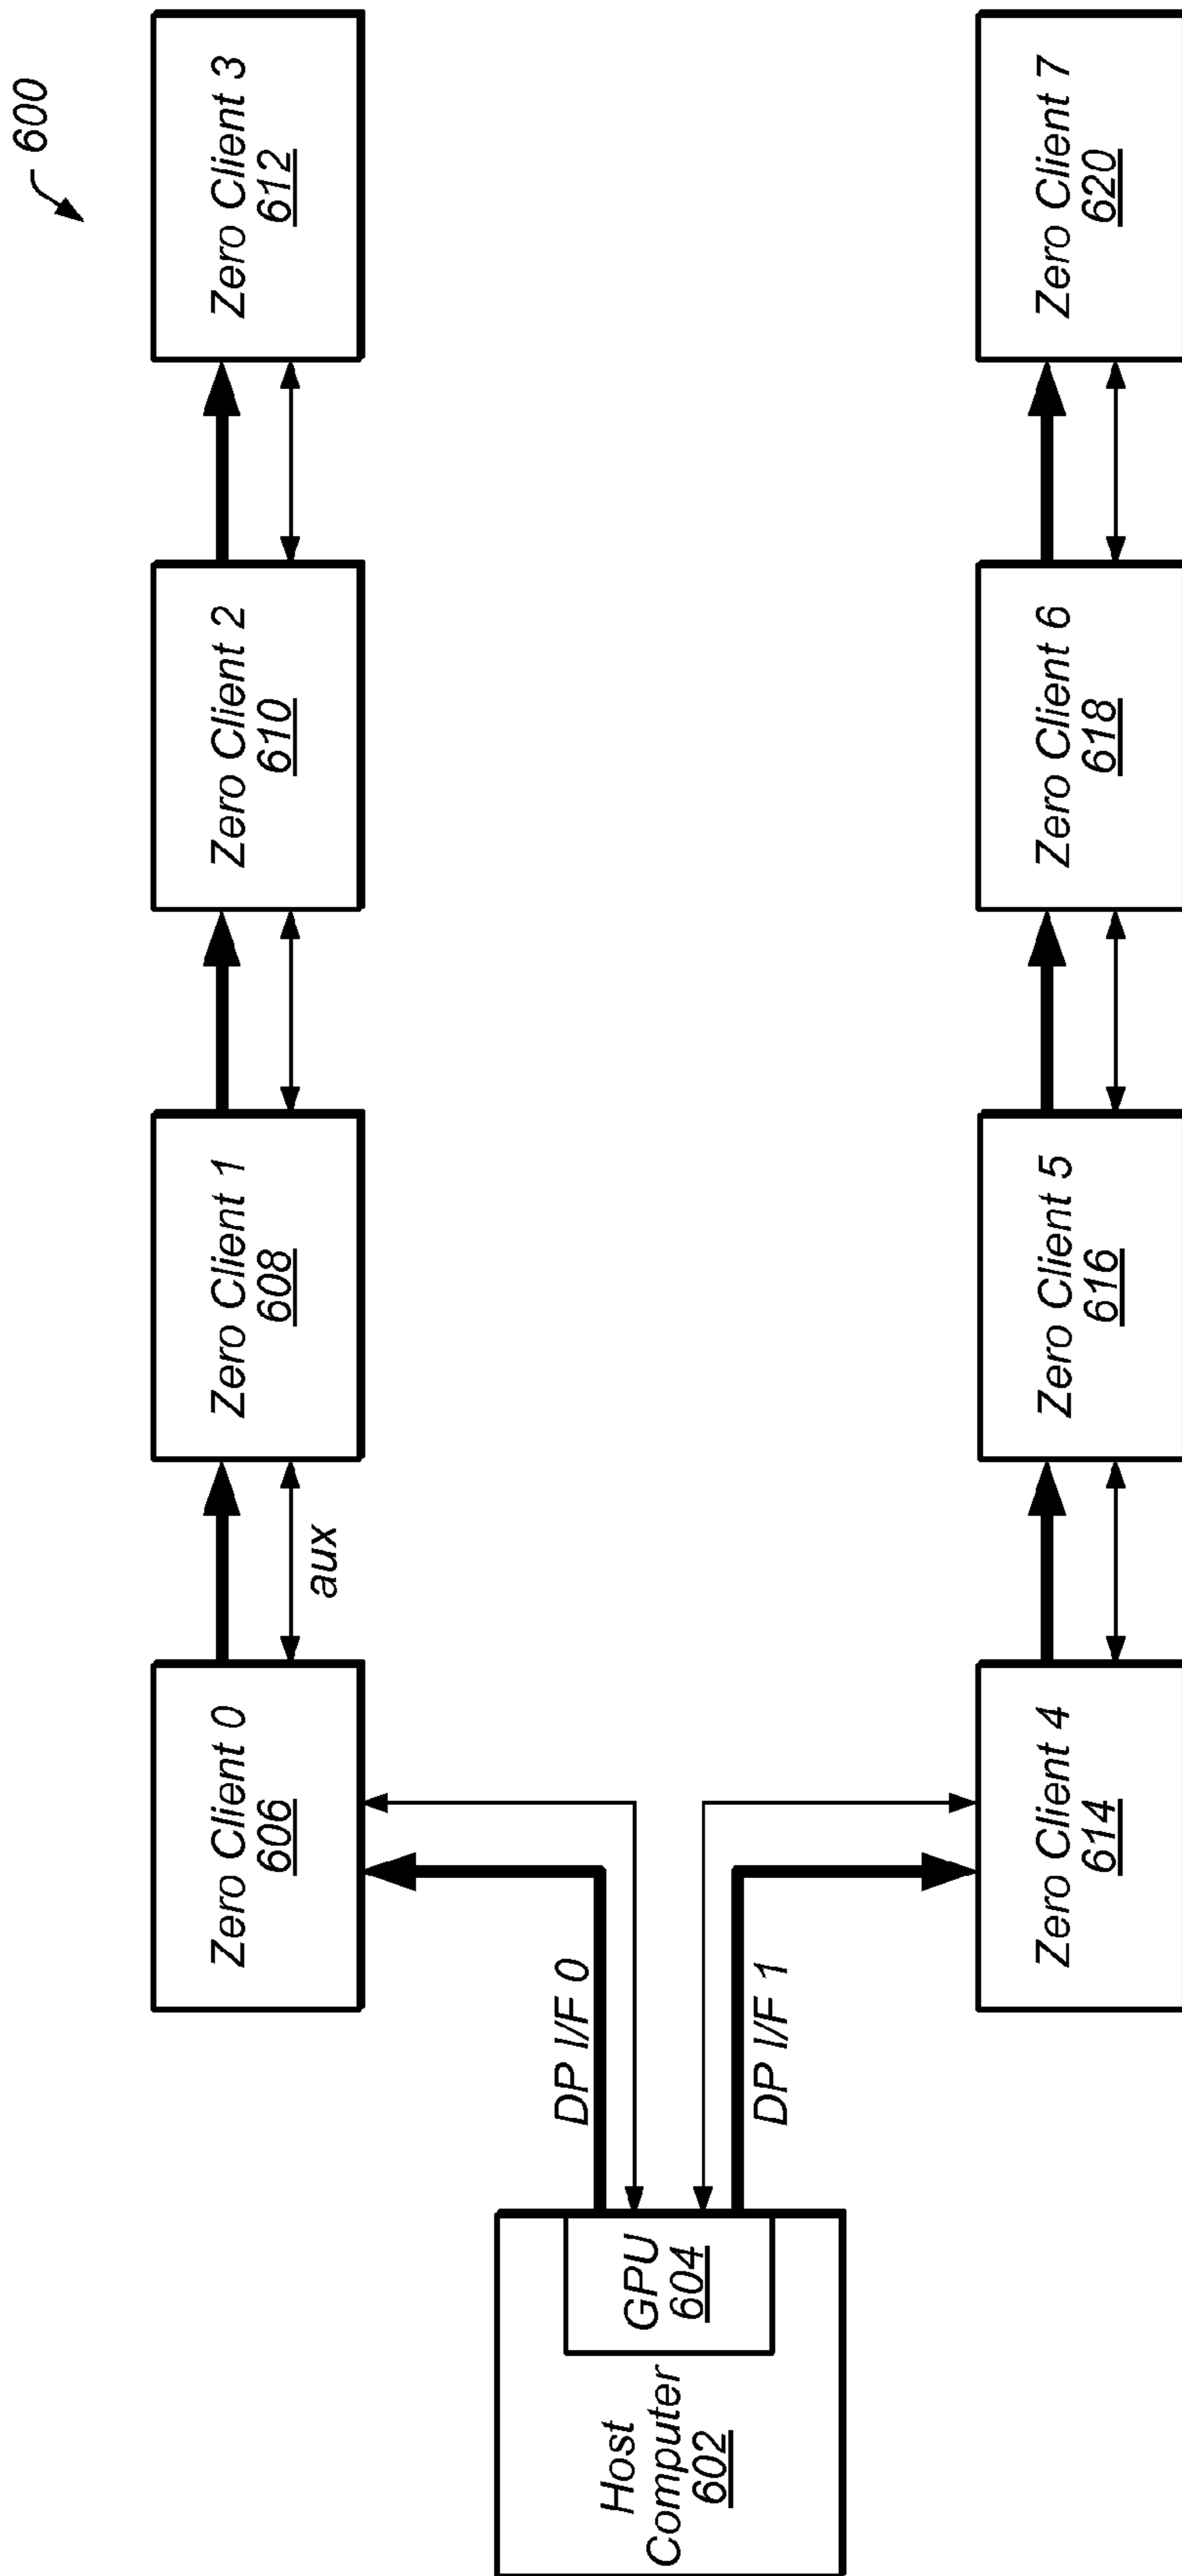 600
Zero Client 0
606
aux
Zero Client 1
608
Zero Client 2
610
Zero Client 3
612
Host
Computer
602
GPU
604
DP I/F 0
DP I/F 1
Zero Client 4
614
Zero Client 5
616
Zero Client 6
618
Zero Client 7
620